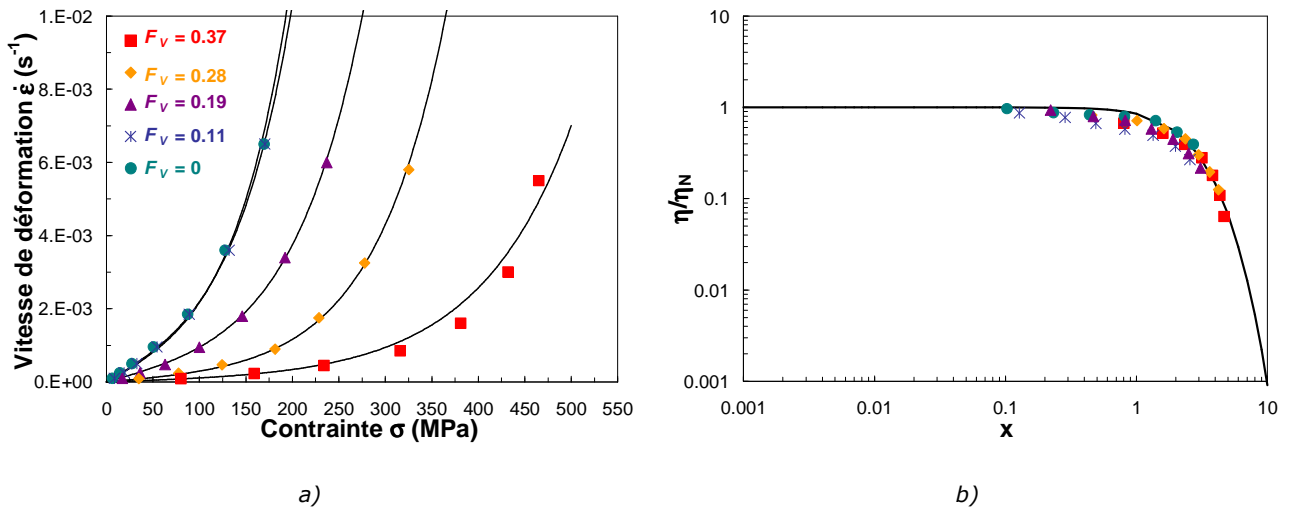 1.E-02
8.E-03
6.E-03
4.E-03
2.E-03
0.E+00
Vitesse de déformation ε̇ (s⁻¹)
F_V = 0.37
F_V = 0.28
F_V = 0.19
F_V = 0.11
F_V = 0
0 50 100 150 200 250 300 350 400 450 500 550
Contrainte σ (MPa)
a)
10
1
0.1
0.01
0.001
η/η_N
0.001 0.01 0.1 1 10
x
b)